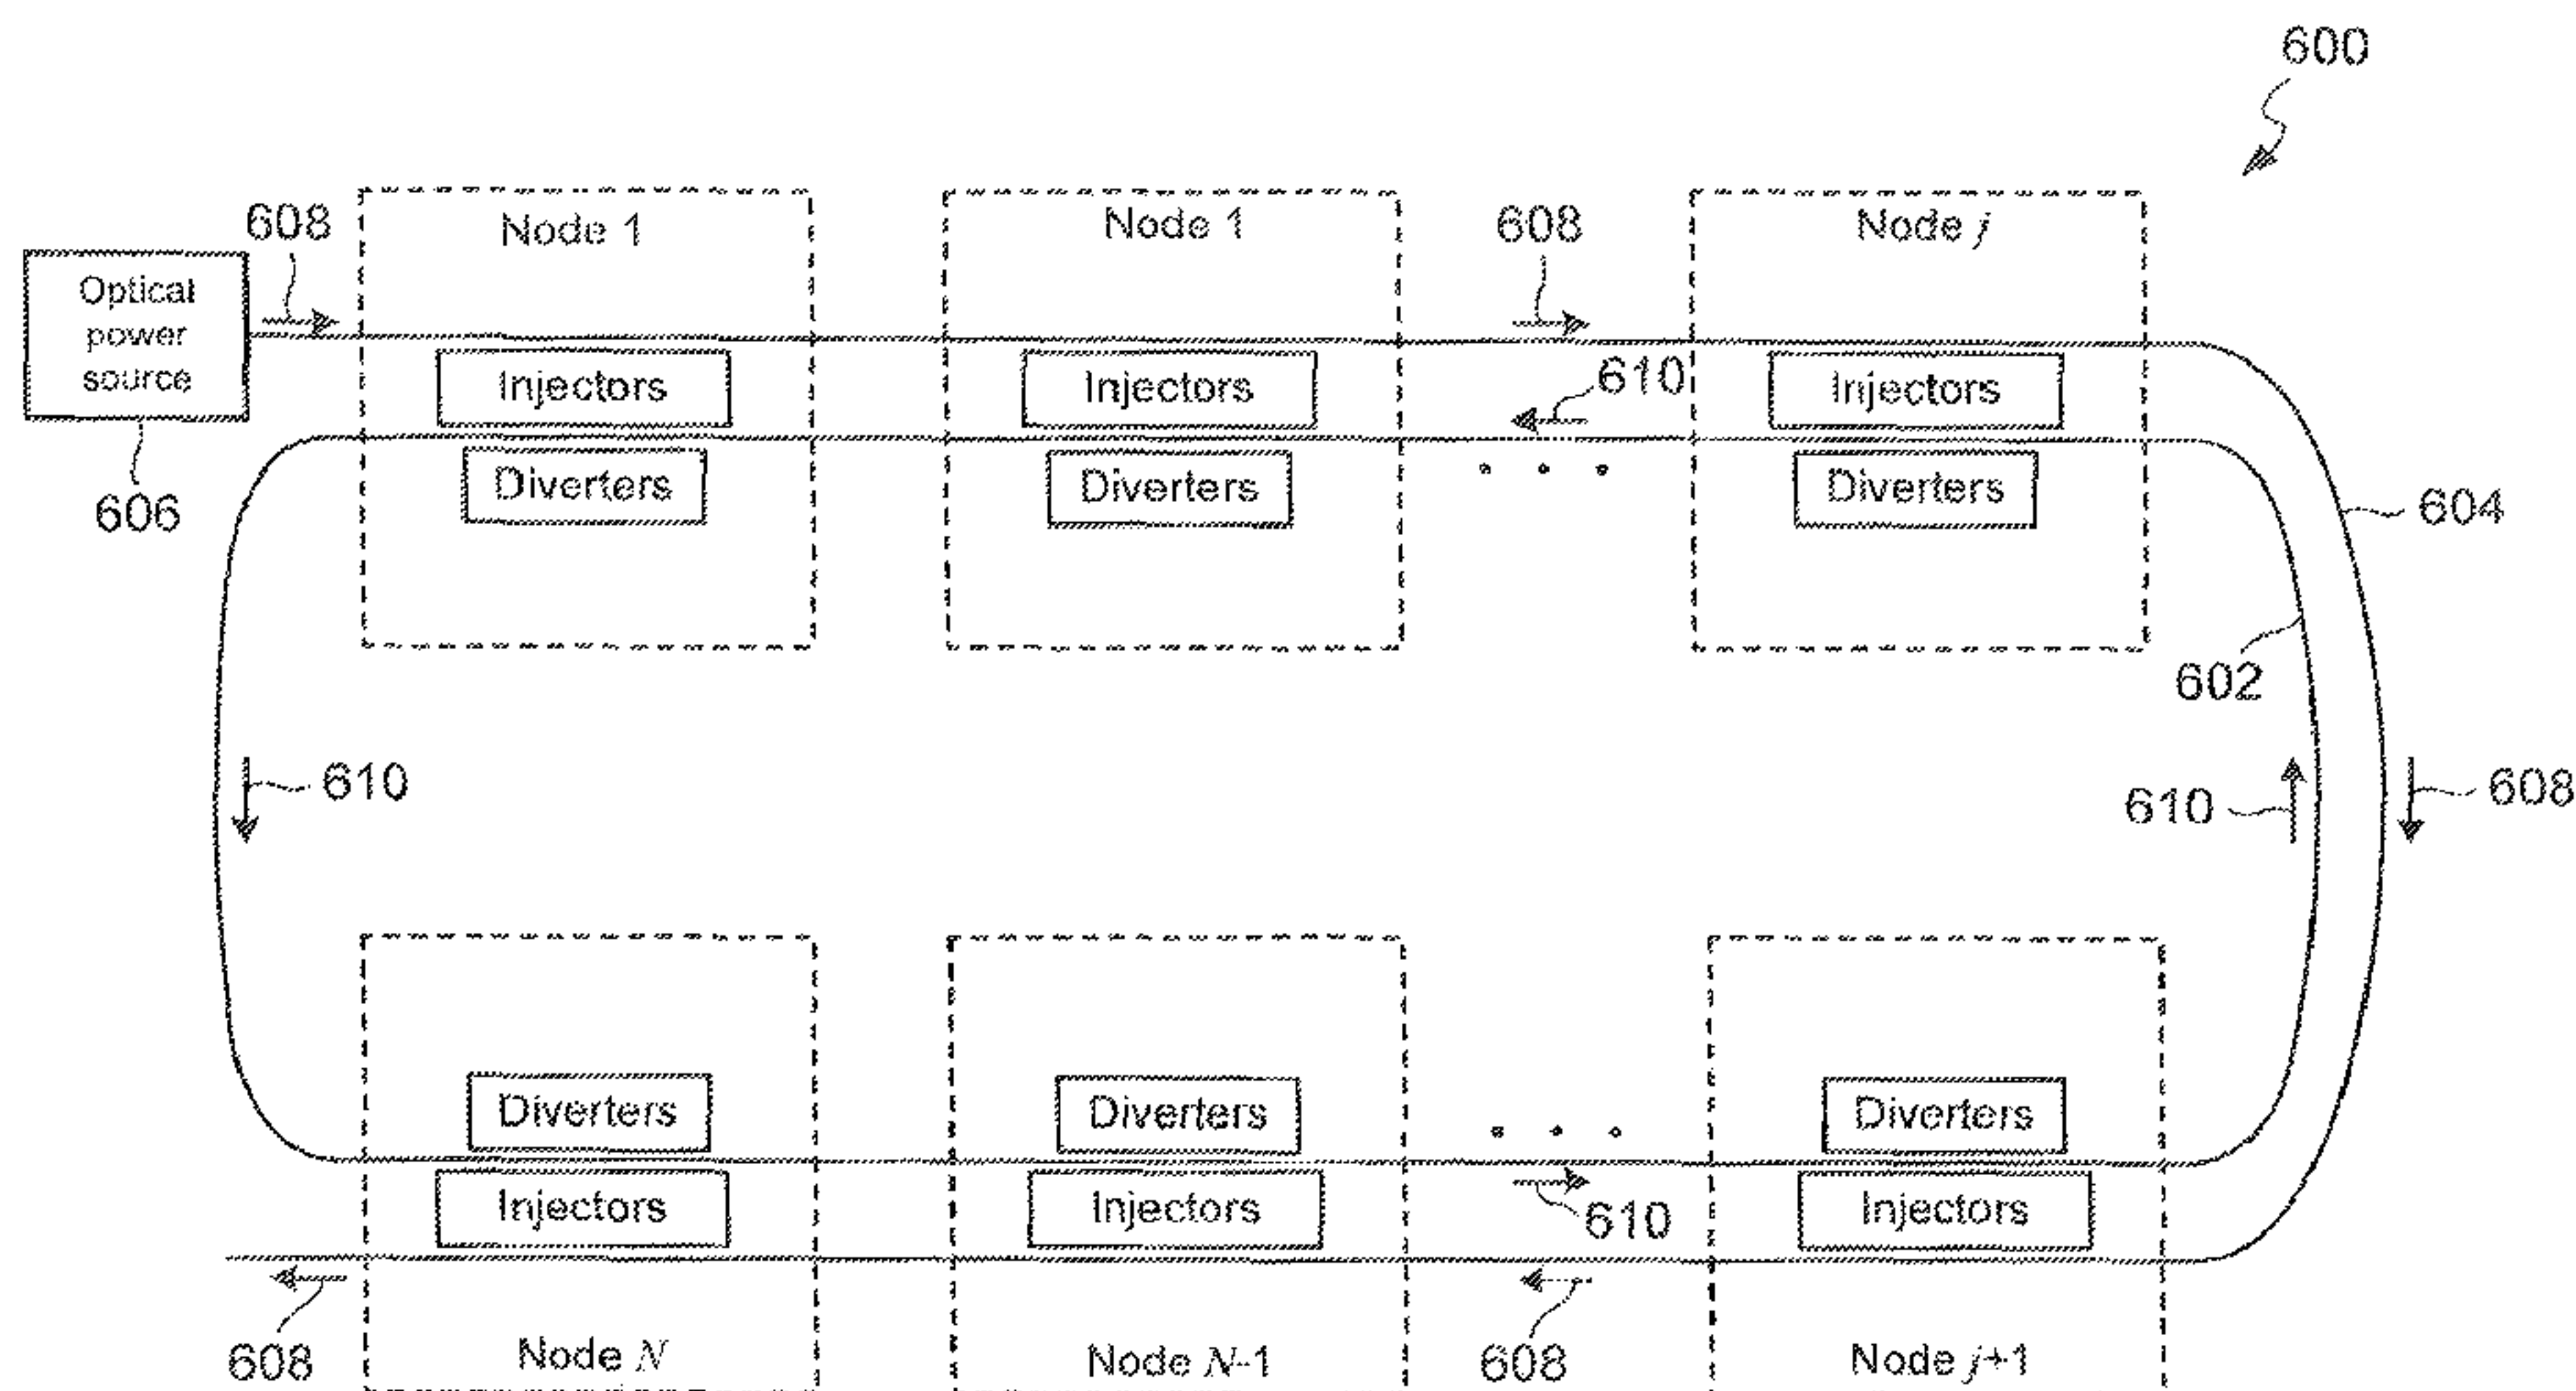 600
608
Node 1
Node 1
608
Node j
Optical
power
source
Injectors
Injectors
610
Injectors
Diverters
Diverters
Diverters
606
604
602
610
610
608
Diverters
Diverters
Diverters
Injectors
Injectors
610
Injectors
608
Node N
Node N-1
608
Node j+1